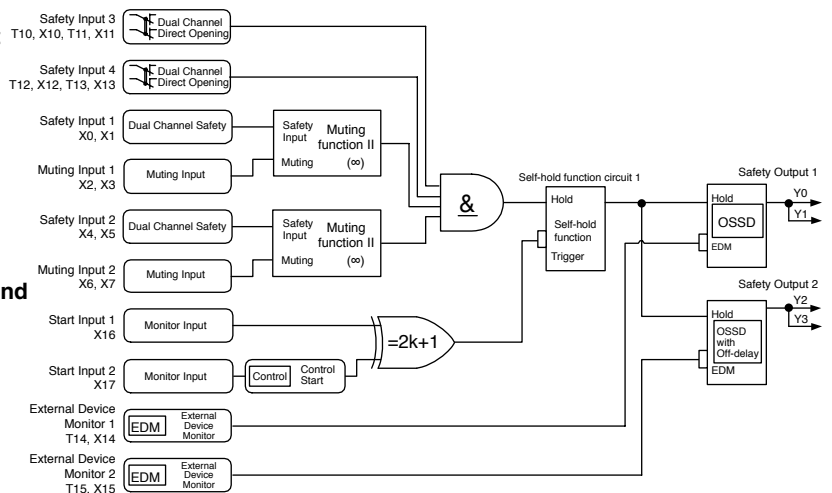 Safety Input 3
T10, X10, T11, X11
Dual Channel
Direct Opening
Safety Input 4
T12, X12, T13, X13
Dual Channel
Direct Opening
Safety Input 1
X0, X1
Dual Channel Safety
Safety
Input
Muting
function II
(∞)
Muting
Muting Input 1
X2, X3
Muting Input
Safety Input 2
X4, X5
Dual Channel Safety
Safety
Input
Muting
function II
(∞)
Muting
Muting Input 2
X6, X7
Muting Input
nd
&
Start Input 1
X16
Monitor Input
=2k+1
Start Input 2
X17
Monitor Input
Control
Control
Start
External Device
Monitor 1
T14, X14
EDM
External
Device
Monitor
External Device
Monitor 2
T15, X15
EDM
External
Device
Monitor
Self-hold function circuit 1
Hold
Self-hold
function
Trigger
Safety Output 1
Hold
OSSD
EDM
Y0
Y1
Safety Output 2
Hold
OSSD
with
Off-delay
EDM
Y2
Y3